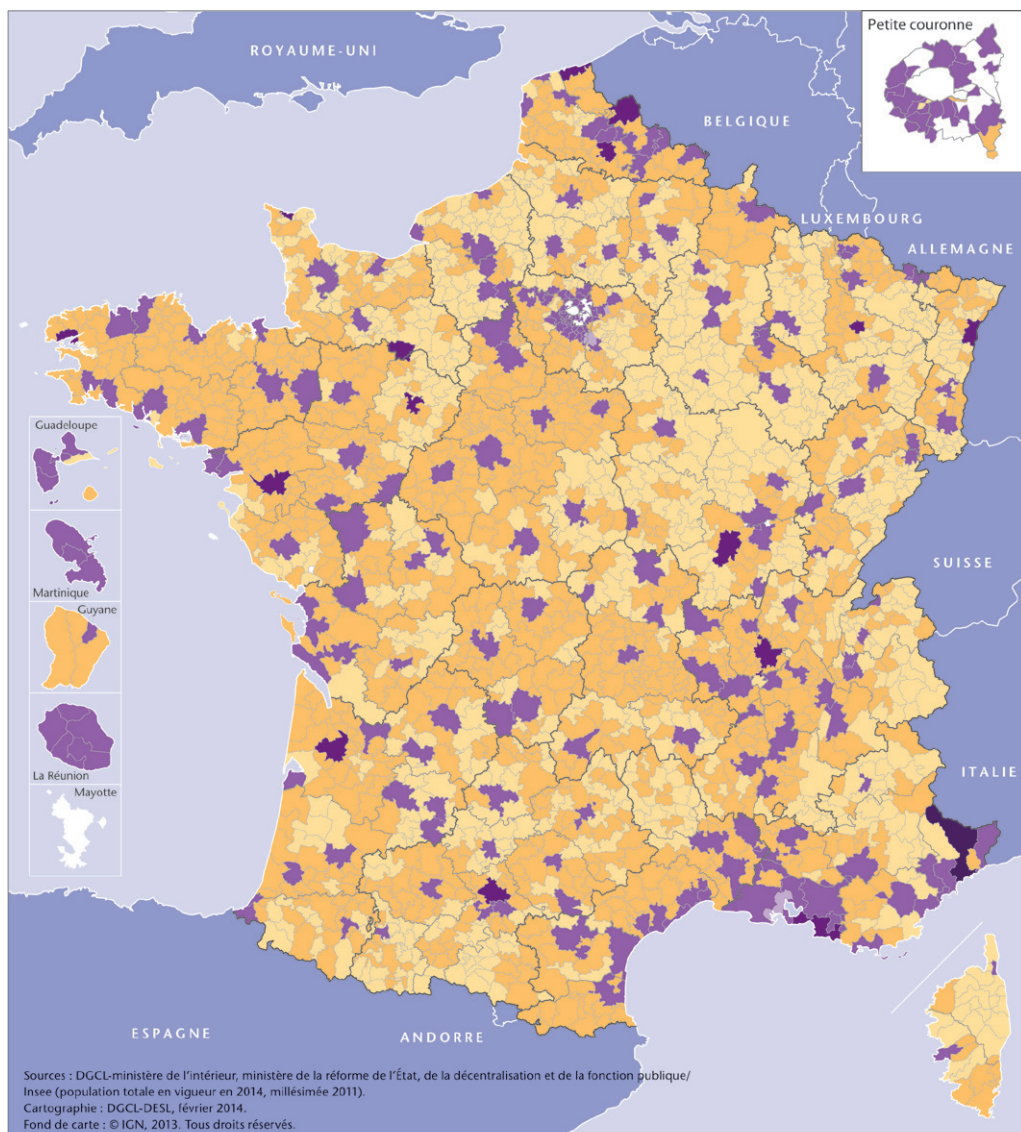 Petite couronne
ROYAUME-UNI
BELGIQUE
LUXEMBOURG
ALLEMAGNE
Guadeloupe
Martinique
SUISSE
Guyane
La Réunion
ITALIE
Mayotte
ESPAGNE
ANDORRE
Sources : DGCL-ministère de l'intérieur, ministère de la réforme de l'État, de la décentralisation et de la fonction publique/
Insee (population totale en vigueur en 2014, millésimée 2011).
Cartographie : DGCL-DESL, février 2014.
Fond de carte : © IGN, 2013. Tous droits réservés.